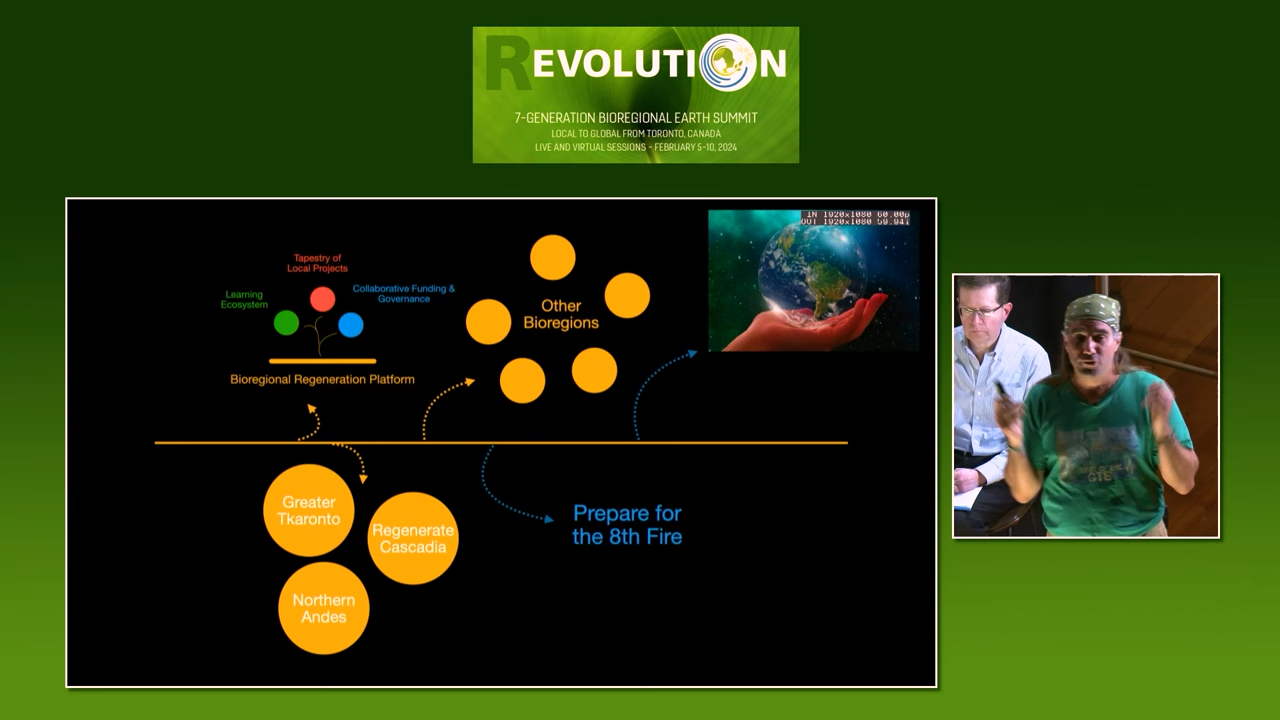 REVOLUTION
7-GENERATION BIOREGIONAL EARTH SUMMIT
LOCAL TO GLOBAL FROM TORONTO, CANADA
LIVE AND VIRTUAL SESSIONS - FEBRUARY 5-10, 2024
IN 1920x1080 60.00p
OUT 1920x1080 59.94i
Tapestry of
Local Projects
Learning
Ecosystem
Collaborative Funding &
Governance
Bioregional Regeneration Platform
Other
Bioregions
Greater
Tkaronto
Regenerate
Cascadia
Northern
Andes
Prepare for
the 8th Fire